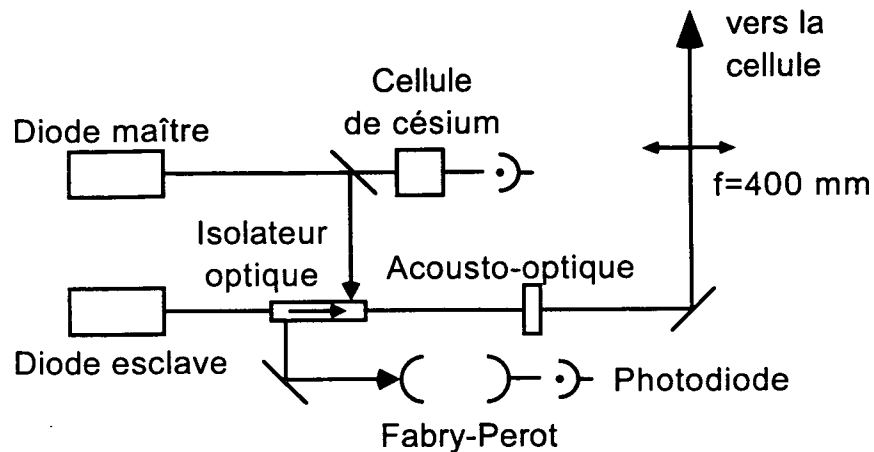 vers la
cellule
Cellule
de césium
Diode maître
f=400 mm
Isolateur
optique
Acousto-optique
Diode esclave
Photodiode
Fabry-Perot